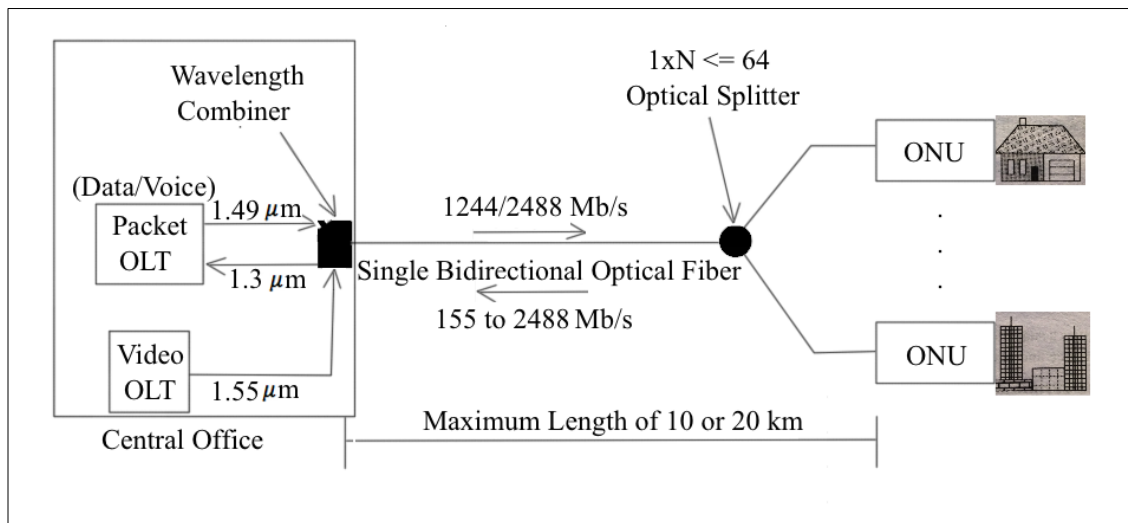 Wavelength
Combiner
1xN <= 64
Optical Splitter
(Data/Voice)
Packet
OLT
1.49 μm
1.3 μm
Video
OLT
1.55 μm
Central Office
1244/2488 Mb/s
Single Bidirectional Optical Fiber
155 to 2488 Mb/s
Maximum Length of 10 or 20 km
ONU
.
.
.
ONU